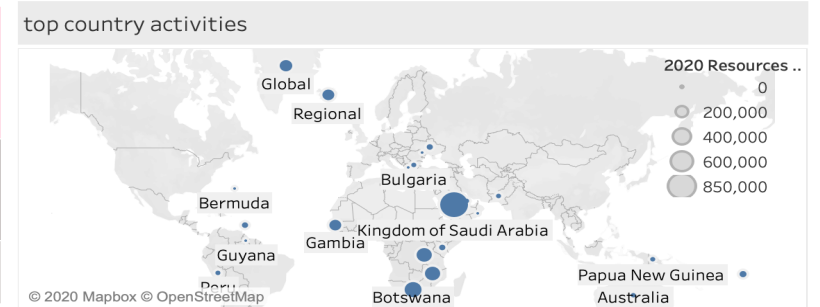 top country activities
2020 Resources ..
0
200,000
400,000
600,000
850,000
Global
Regional
Bulgaria
Bermuda
Kingdom of Saudi Arabia
Gambia
Guyana
Papua New Guinea
Peru
Botswana
Australia
© 2020 Mapbox © OpenStreetMap